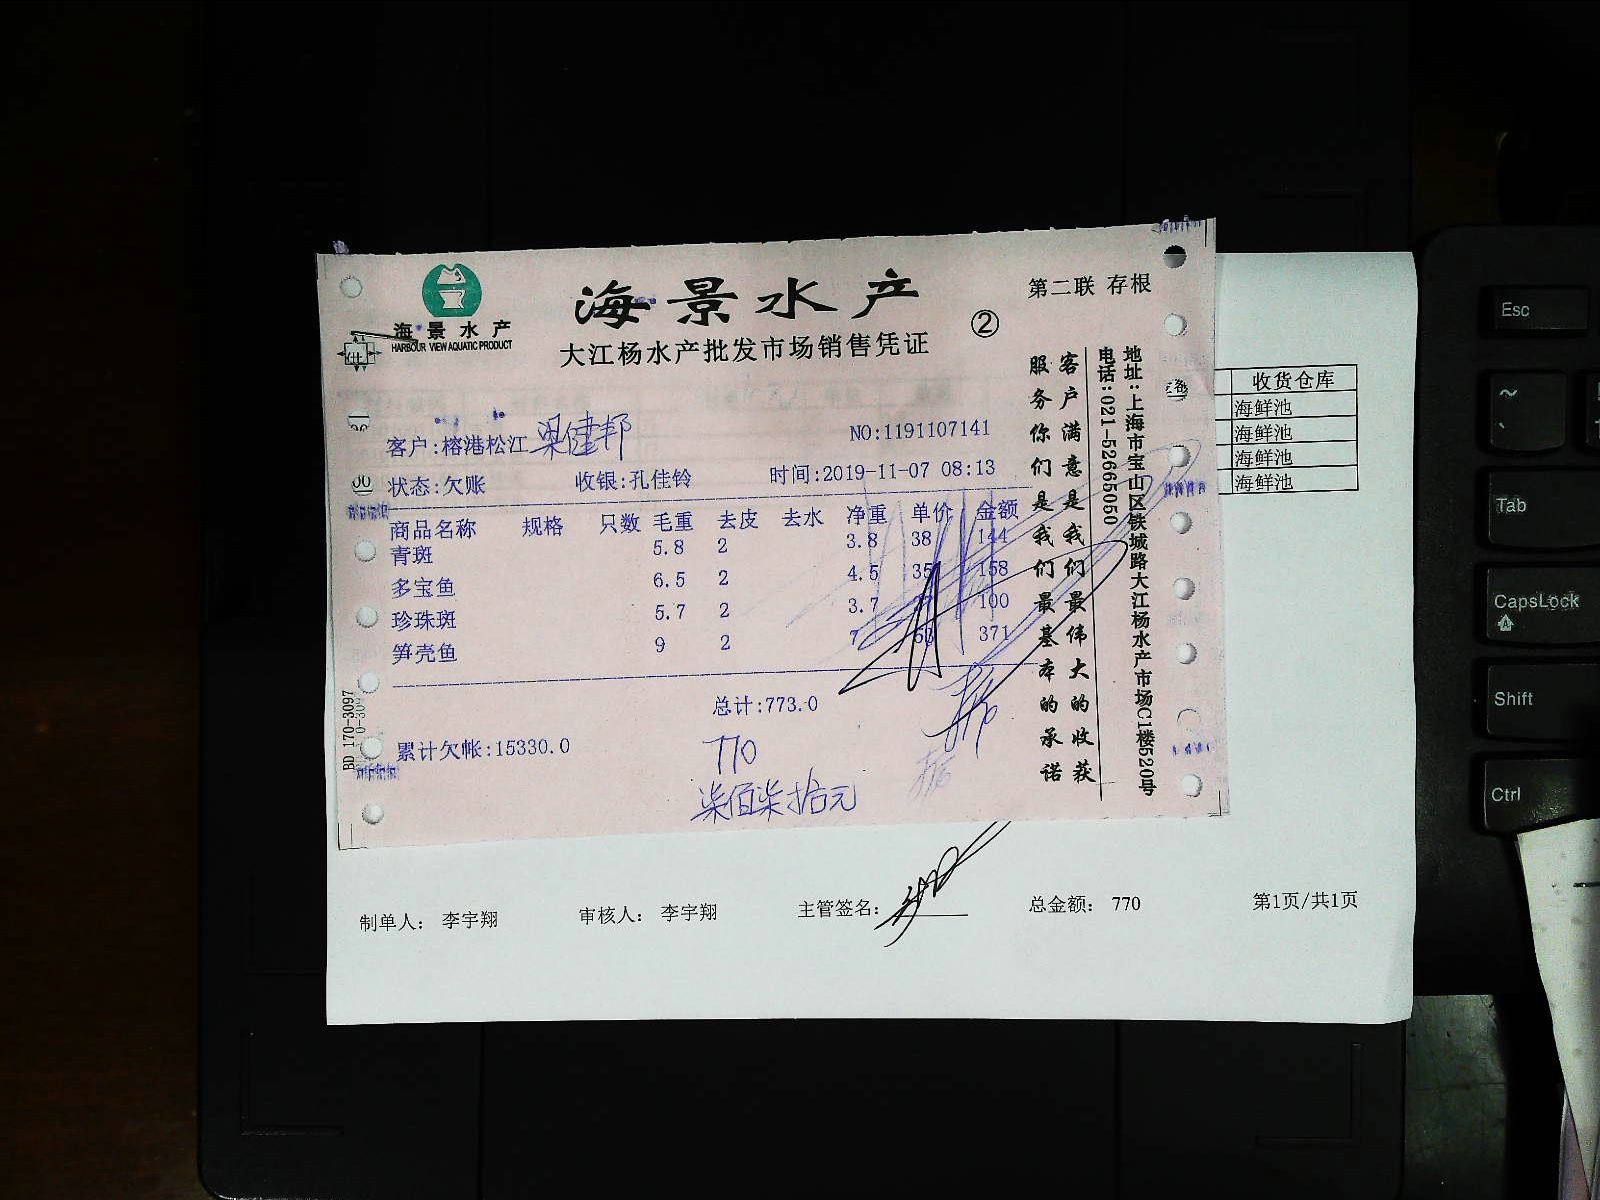 海景水产
HARBOUR VIEW AQUATIC PRODUCT
海景水产
大江杨水产批发市场销售凭证
②
第二联 存根
客户:榕港松江 梁健邦
NO:1191107141
状态:欠账 收银:孔佳铃 时间:2019-11-07 08:13
商品名称 规格 只数 毛重 去皮 去水 净重 单价 金额
青斑 5.8 2 3.8 38 144
多宝鱼 6.5 2 4.5 35 158
珍珠斑 5.7 2 3.7 100
笋壳鱼 9 2 7 53 371
总计:773.0
累计欠帐:15330.0
770
柒佰柒拾元
客户满意是我们最伟大的收获
服务你们是我们最基本的承诺
地址:上海市宝山区铁城路大江杨水产市场C1楼520号
电话:021-52665050
BD 170-3097
收货仓库
海鲜池
海鲜池
海鲜池
海鲜池
制单人: 李宇翔 审核人: 李宇翔 主管签名: 总金额: 770 第1页/共1页
Esc
~
Tab
CapsLock
Shift
Ctrl